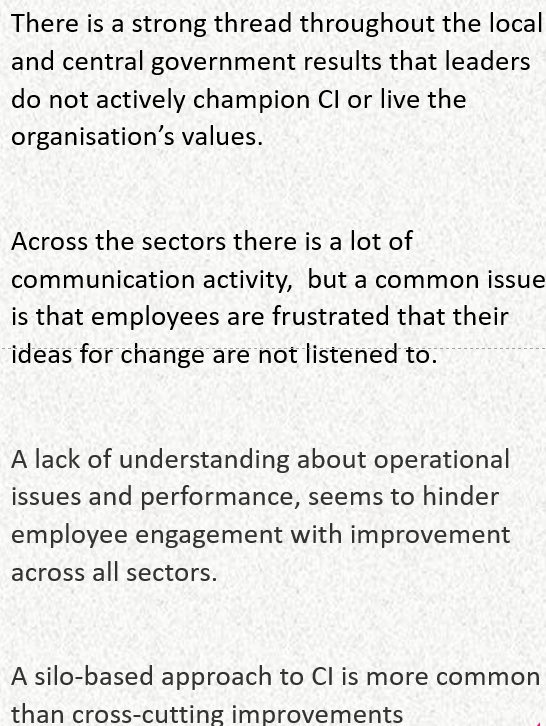 There is a strong thread throughout the local
and central government results that leaders
do not actively champion CI or live the
organisation’s values.
Across the sectors there is a lot of
communication activity,  but a common issue
is that employees are frustrated that their
ideas for change are not listened to.
A lack of understanding about operational
issues and performance, seems to hinder
employee engagement with improvement
across all sectors.
A silo-based approach to CI is more common
than cross-cutting improvements